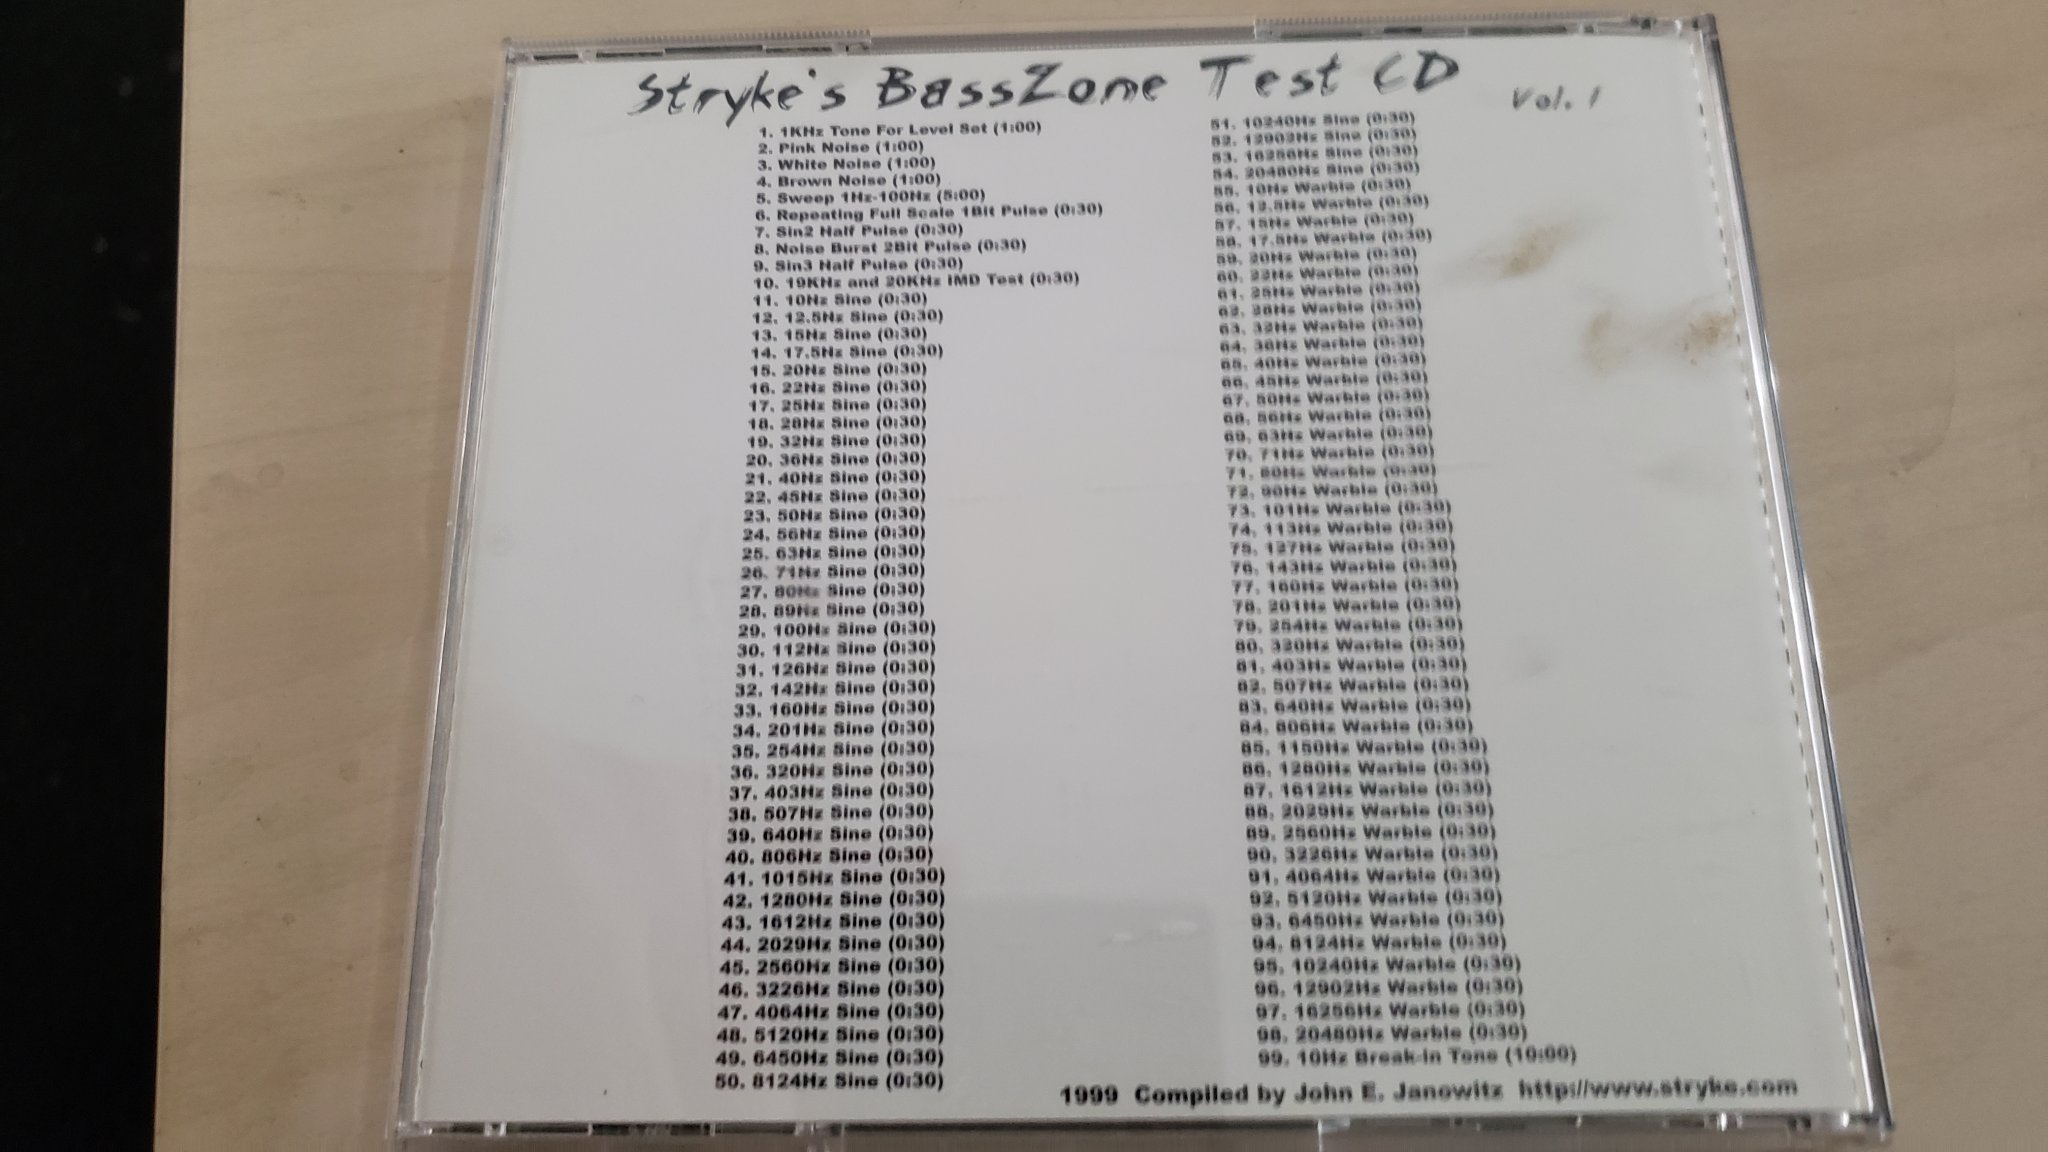 Stryke's BassZone Test CD Vol. 1
1. 1KHz Tone For Level Set (1:00)
2. Pink Noise (1:00)
3. White Noise (1:00)
4. Brown Noise (1:00)
5. Sweep 1Hz-100Hz (5:00)
6. Repeating Full Scale 1Bit Pulse (0:30)
7. Sin2 Half Pulse (0:30)
8. Noise Burst 2Bit Pulse (0:30)
9. Sin3 Half Pulse (0:30)
10. 19KHz and 20KHz IMD Test (0:30)
11. 10Hz Sine (0:30)
12. 12.5Hz Sine (0:30)
13. 15Hz Sine (0:30)
14. 17.5Hz Sine (0:30)
15. 20Hz Sine (0:30)
16. 22Hz Sine (0:30)
17. 25Hz Sine (0:30)
18. 28Hz Sine (0:30)
19. 32Hz Sine (0:30)
20. 36Hz Sine (0:30)
21. 40Hz Sine (0:30)
22. 45Hz Sine (0:30)
23. 50Hz Sine (0:30)
24. 56Hz Sine (0:30)
25. 63Hz Sine (0:30)
26. 71Hz Sine (0:30)
27. 80Hz Sine (0:30)
28. 89Hz Sine (0:30)
29. 100Hz Sine (0:30)
30. 112Hz Sine (0:30)
31. 126Hz Sine (0:30)
32. 142Hz Sine (0:30)
33. 160Hz Sine (0:30)
34. 201Hz Sine (0:30)
35. 254Hz Sine (0:30)
36. 320Hz Sine (0:30)
37. 403Hz Sine (0:30)
38. 507Hz Sine (0:30)
39. 640Hz Sine (0:30)
40. 806Hz Sine (0:30)
41. 1015Hz Sine (0:30)
42. 1280Hz Sine (0:30)
43. 1612Hz Sine (0:30)
44. 2029Hz Sine (0:30)
45. 2560Hz Sine (0:30)
46. 3226Hz Sine (0:30)
47. 4064Hz Sine (0:30)
48. 5120Hz Sine (0:30)
49. 6450Hz Sine (0:30)
50. 8124Hz Sine (0:30)
51. 10240Hz Sine (0:30)
52. 12902Hz Sine (0:30)
53. 16256Hz Sine (0:30)
54. 20480Hz Sine (0:30)
55. 10Hz Warble (0:30)
56. 12.5Hz Warble (0:30)
57. 15Hz Warble (0:30)
58. 17.5Hz Warble (0:30)
59. 20Hz Warble (0:30)
60. 22Hz Warble (0:30)
61. 25Hz Warble (0:30)
62. 28Hz Warble (0:30)
63. 32Hz Warble (0:30)
64. 36Hz Warble (0:30)
65. 40Hz Warble (0:30)
66. 45Hz Warble (0:30)
67. 50Hz Warble (0:30)
68. 56Hz Warble (0:30)
69. 63Hz Warble (0:30)
70. 71Hz Warble (0:30)
71. 80Hz Warble (0:30)
72. 90Hz Warble (0:30)
73. 101Hz Warble (0:30)
74. 113Hz Warble (0:30)
75. 127Hz Warble (0:30)
76. 143Hz Warble (0:30)
77. 160Hz Warble (0:30)
78. 201Hz Warble (0:30)
79. 254Hz Warble (0:30)
80. 320Hz Warble (0:30)
81. 403Hz Warble (0:30)
82. 507Hz Warble (0:30)
83. 640Hz Warble (0:30)
84. 806Hz Warble (0:30)
85. 1150Hz Warble (0:30)
86. 1280Hz Warble (0:30)
87. 1612Hz Warble (0:30)
88. 2029Hz Warble (0:30)
89. 2560Hz Warble (0:30)
90. 3226Hz Warble (0:30)
91. 4064Hz Warble (0:30)
92. 5120Hz Warble (0:30)
93. 6450Hz Warble (0:30)
94. 8124Hz Warble (0:30)
95. 10240Hz Warble (0:30)
96. 12902Hz Warble (0:30)
97. 16256Hz Warble (0:30)
98. 20480Hz Warble (0:30)
99. 10Hz Break-In Tone (10:00)
1999 Compiled by John E. Janowitz http://www.stryke.com